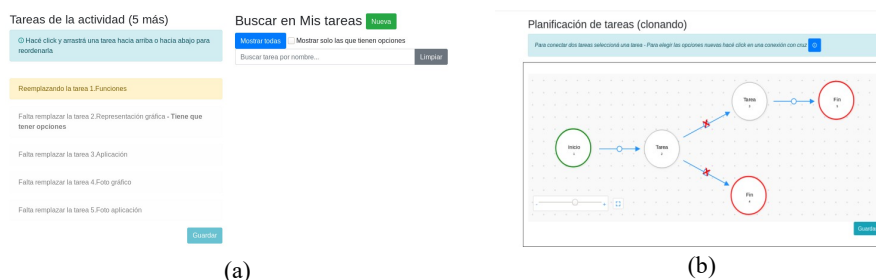 Tareas de la actividad (5 más)
Hacé click y arrastrá una tarea hacia arriba o hacia abajo para
reordenarla
Reemplazando la tarea 1.Funciones
Falta remplazar la tarea 2.Representación gráfica - Tiene que
tener opciones
Falta remplazar la tarea 3.Aplicación
Falta remplazar la tarea 4.Foto gráfico
Falta remplazar la tarea 5.Foto aplicación
Guardar
Buscar en Mis tareas Nueva
Mostrar todas Mostrar solo las que tienen opciones
Buscar tarea por nombre... Limpiar
(a)
Planificación de tareas (clonando)
Para conectar dos tareas seleccioná una tarea - Para elegir las opciones nuevas hacé click en una conexión con cruz
Tarea
Fin
Inicio
Tarea
Fin
- +
Guardar
(b)